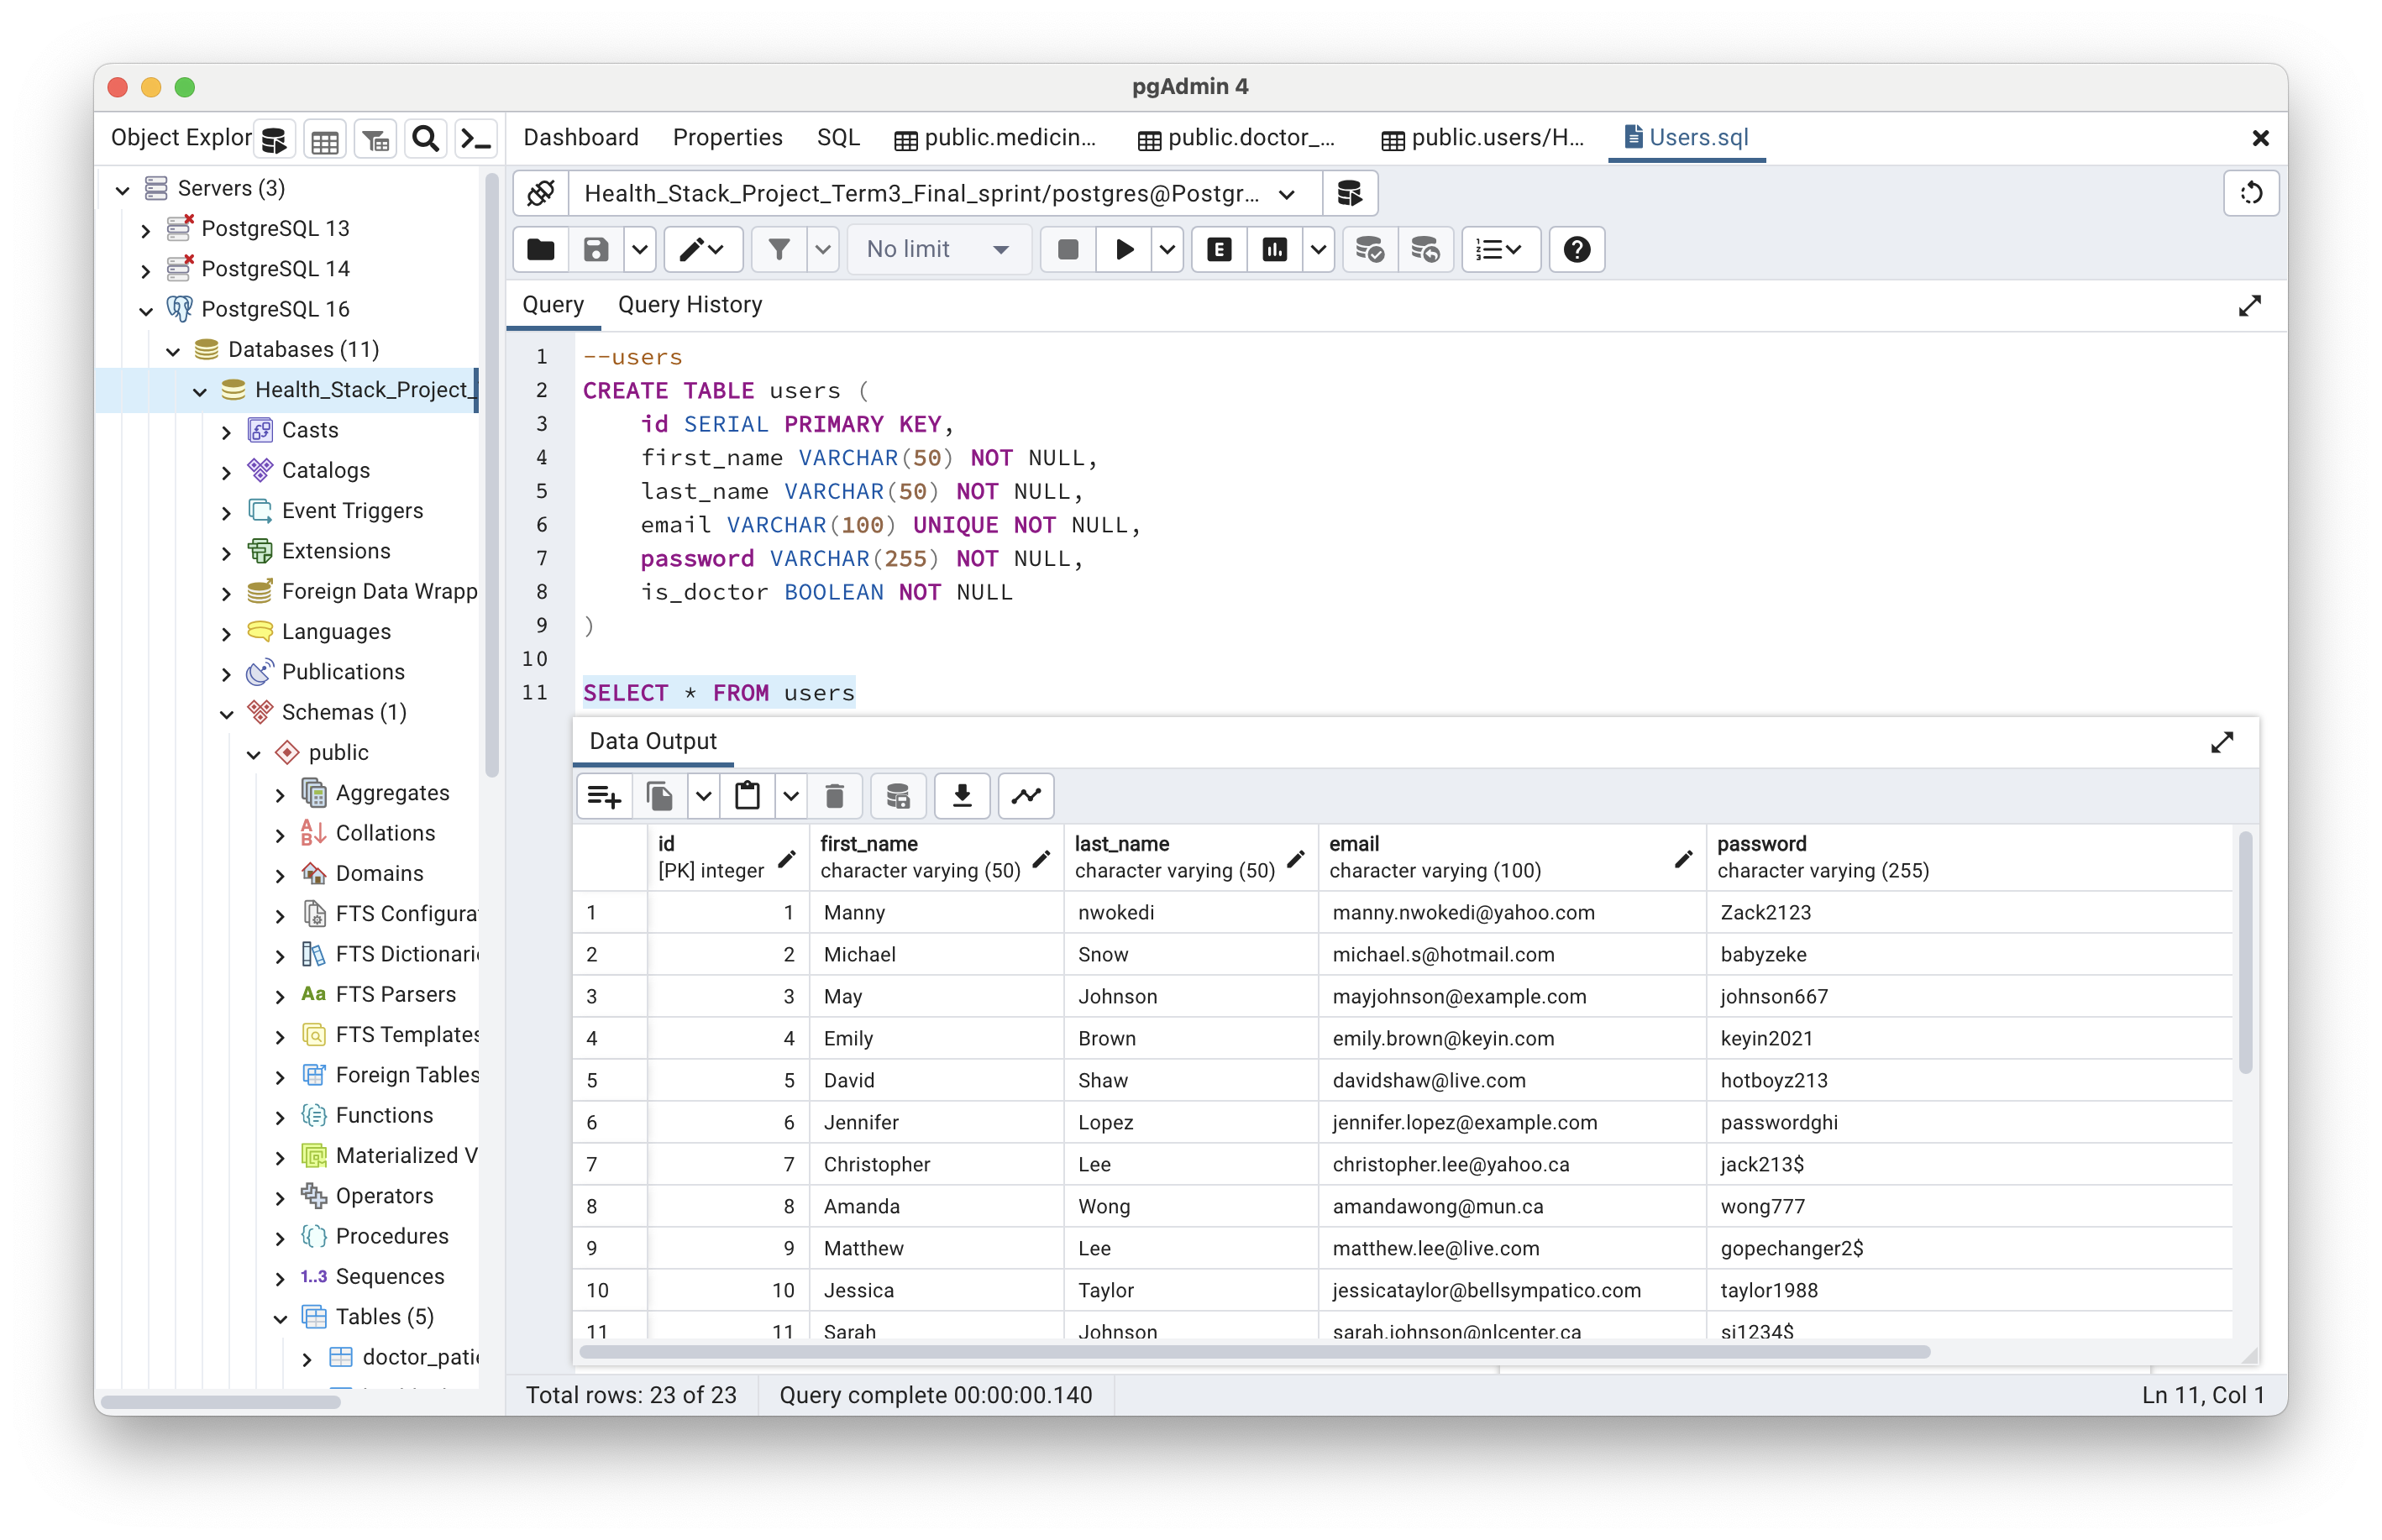 pgAdmin 4
Object Explor
Dashboard Properties SQL public.medicin... public.doctor_... public.users/H... Users.sql
Servers (3)
PostgreSQL 13
PostgreSQL 14
PostgreSQL 16
Databases (11)
Health_Stack_Project_
Casts
Catalogs
Event Triggers
Extensions
Foreign Data Wrapp
Languages
Publications
Schemas (1)
public
Aggregates
Collations
Domains
FTS Configura
FTS Dictionari
Aa FTS Parsers
FTS Templates
Foreign Tables
Functions
Materialized V
Operators
Procedures
1..3 Sequences
Tables (5)
doctor_patie
Health_Stack_Project_Term3_Final_sprint/postgres@Postgr...
No limit
E
Query Query History
1 --users
2 CREATE TABLE users (
3 id SERIAL PRIMARY KEY,
4 first_name VARCHAR(50) NOT NULL,
5 last_name VARCHAR(50) NOT NULL,
6 email VARCHAR(100) UNIQUE NOT NULL,
7 password VARCHAR(255) NOT NULL,
8 is_doctor BOOLEAN NOT NULL
9 )
10
11 SELECT * FROM users
Data Output
id first_name last_name email password
[PK] integer character varying (50) character varying (50) character varying (100) character varying (255)
1 1 Manny nwokedi manny.nwokedi@yahoo.com Zack2123
2 2 Michael Snow michael.s@hotmail.com babyzeke
3 3 May Johnson mayjohnson@example.com johnson667
4 4 Emily Brown emily.brown@keyin.com keyin2021
5 5 David Shaw davidshaw@live.com hotboyz213
6 6 Jennifer Lopez jennifer.lopez@example.com passwordghi
7 7 Christopher Lee christopher.lee@yahoo.ca jack213$
8 8 Amanda Wong amandawong@mun.ca wong777
9 9 Matthew Lee matthew.lee@live.com gopechanger2$
10 10 Jessica Taylor jessicataylor@bellsympatico.com taylor1988
11 11 Sarah Johnson sarah.johnson@nlcenter.ca sj1234$
Total rows: 23 of 23 Query complete 00:00:00.140 Ln 11, Col 1